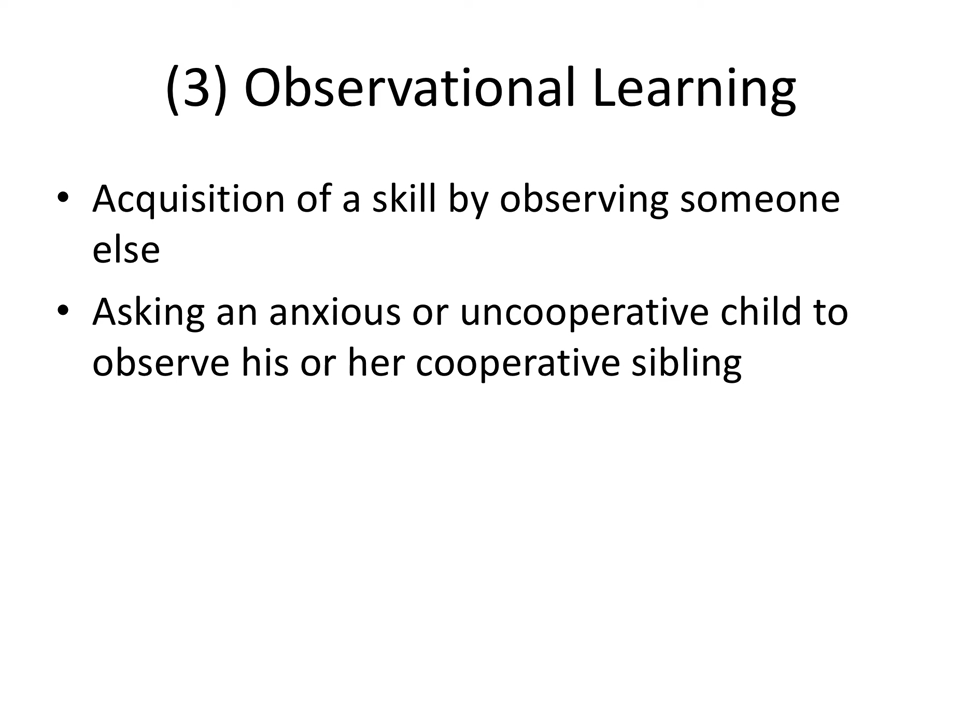 (3) Observational Learning
• Acquisition of a skill by observing someone
else
• Asking an anxious or uncooperative child to
observe his or her cooperative sibling